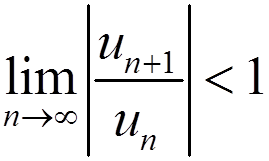 lim n→∞ |u_{n+1} / u_n| < 1